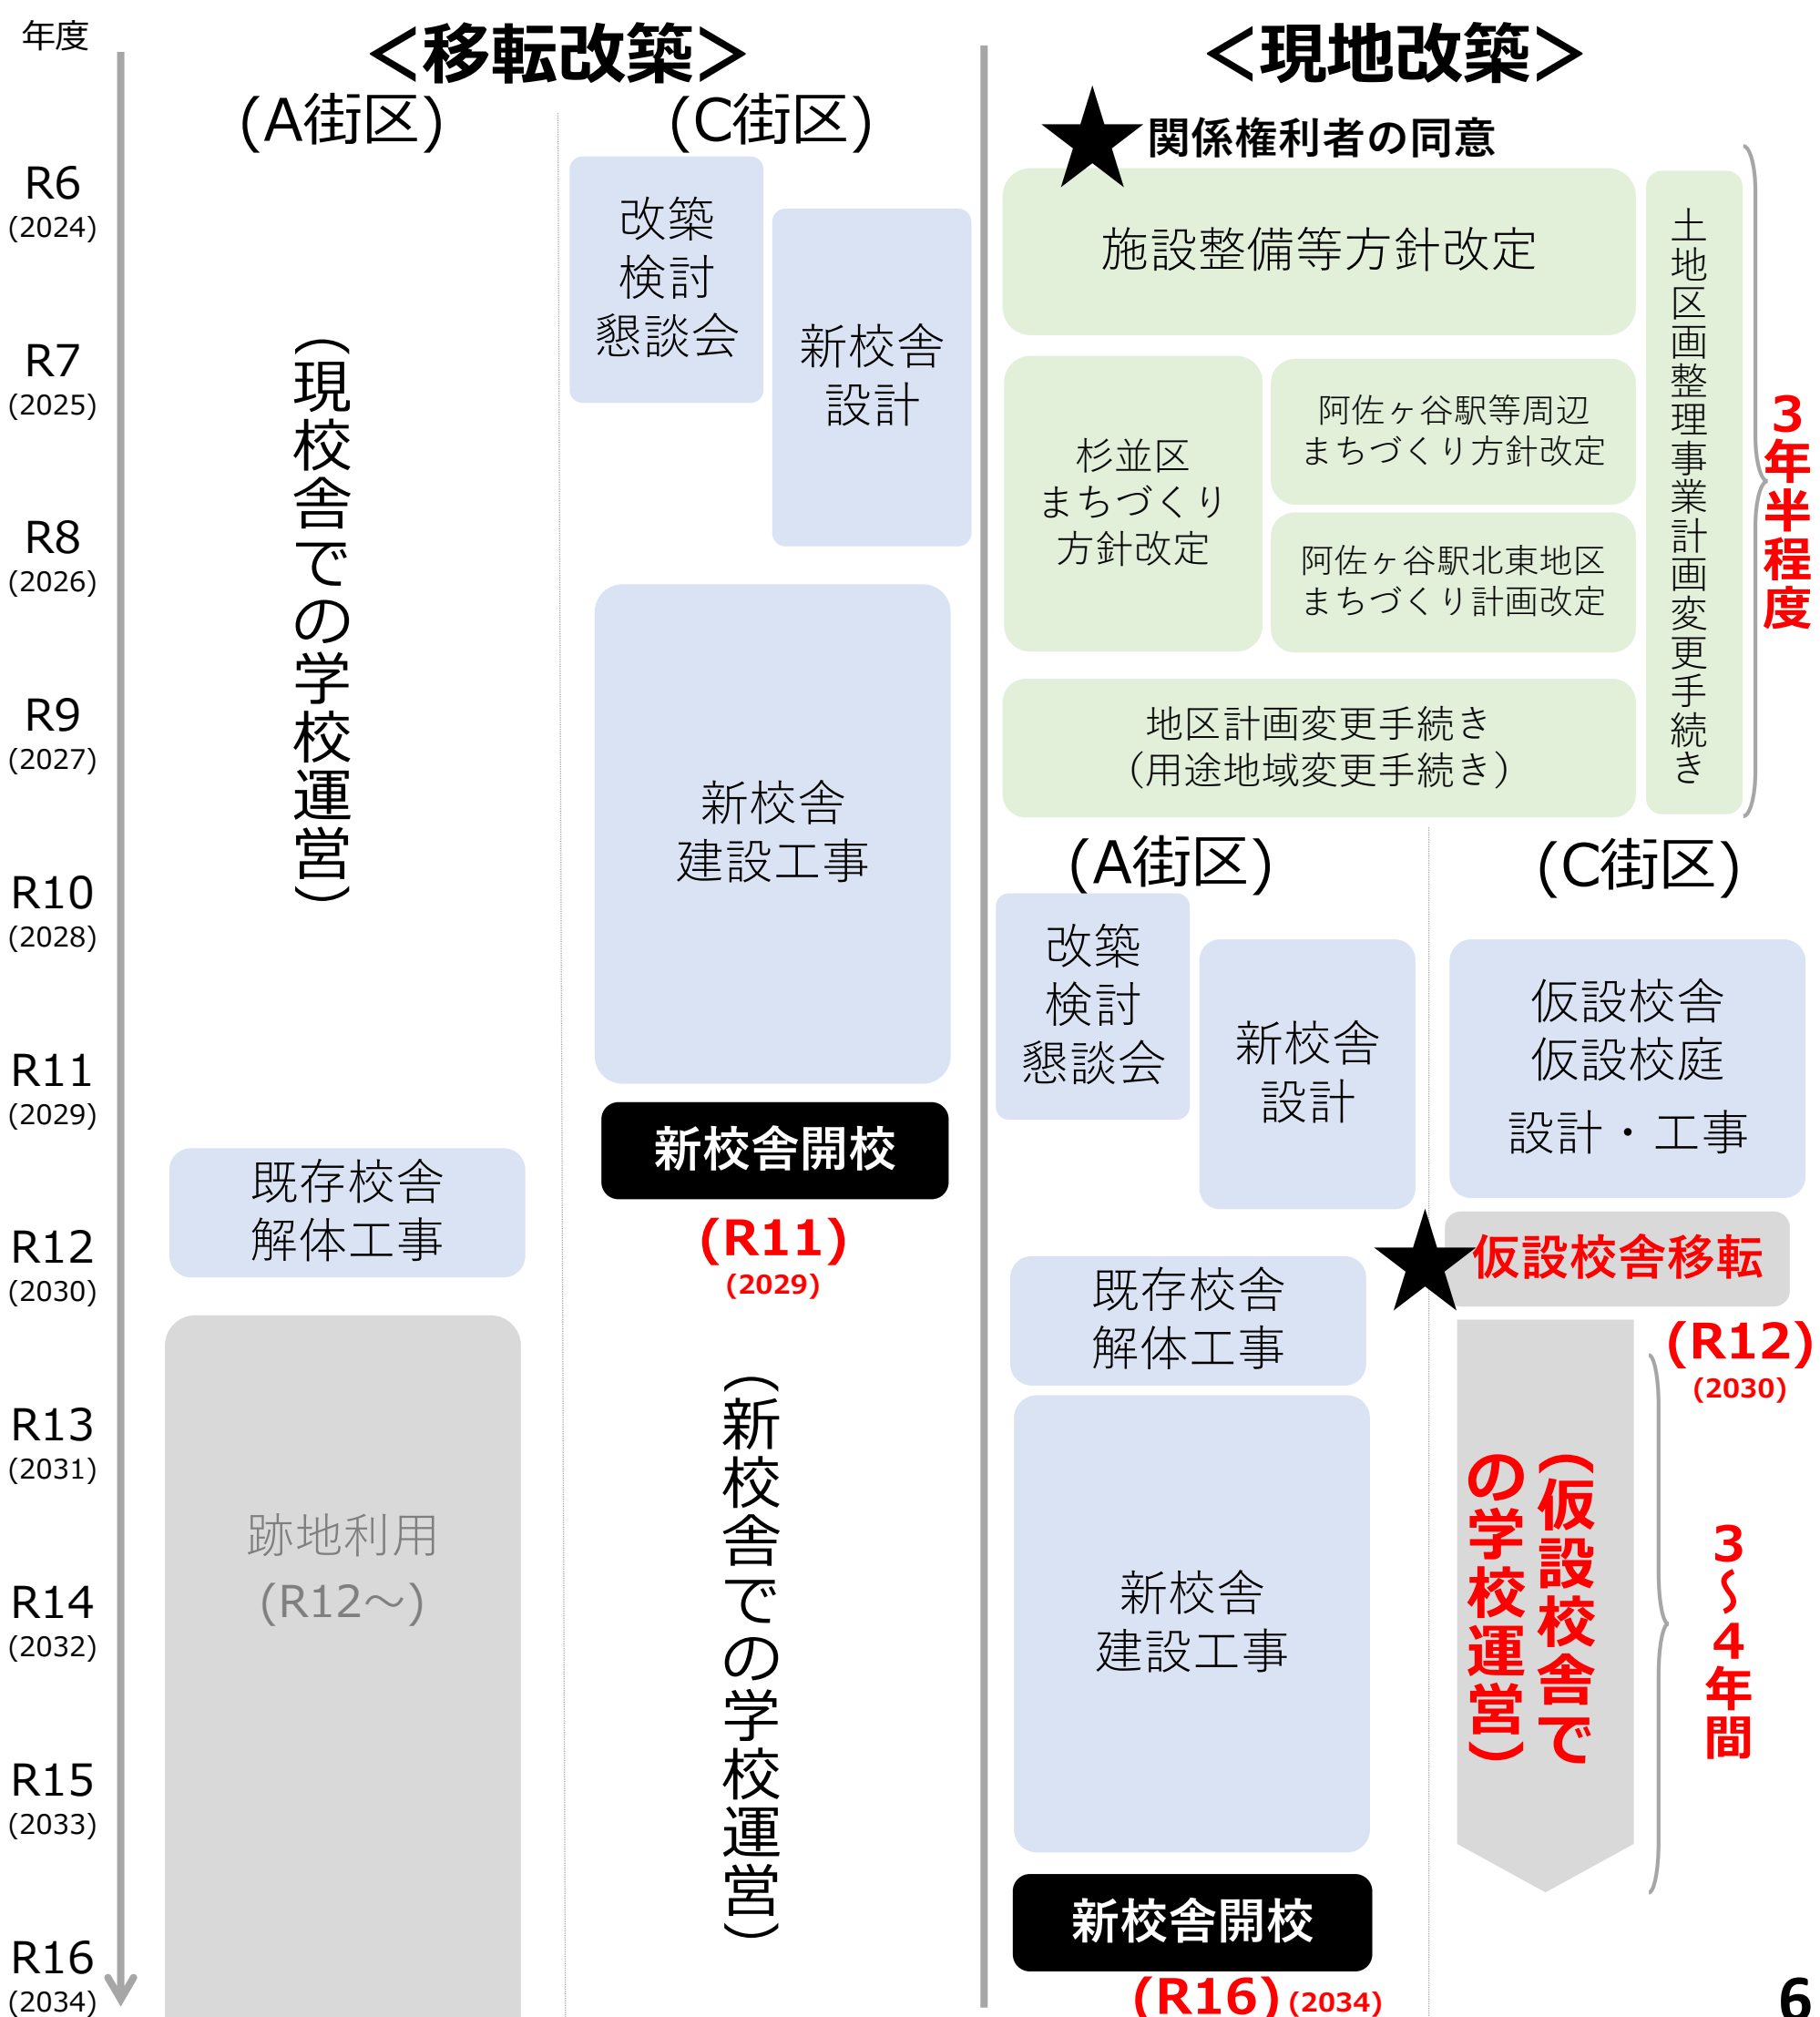 年度
R6
(2024)
R7
(2025)
R8
(2026)
R9
(2027)
R10
(2028)
R11
(2029)
R12
(2030)
R13
(2031)
R14
(2032)
R15
(2033)
R16
(2034)
＜移転改築＞
(A街区)
（現校舎での学校運営）
既存校舎
解体工事
跡地利用
(R12～)
(C街区)
改築
検討
懇談会
新校舎
設計
新校舎
建設工事
新校舎開校
(R11)
(2029)
（新校舎での学校運営）
＜現地改築＞
★関係権利者の同意
施設整備等方針改定
杉並区
まちづくり
方針改定
阿佐ヶ谷駅等周辺
まちづくり方針改定
阿佐ヶ谷駅北東地区
まちづくり計画改定
地区計画変更手続き
（用途地域変更手続き）
土地区画整理事業計画変更手続き
３年半程度
(A街区)
改築
検討
懇談会
新校舎
設計
既存校舎
解体工事
新校舎
建設工事
新校舎開校
(R16)(2034)
(C街区)
仮設校舎
仮設校庭
設計・工事
★仮設校舎移転
(R12)
(2030)
（仮設校舎で
の学校運営）
３～４年間
6